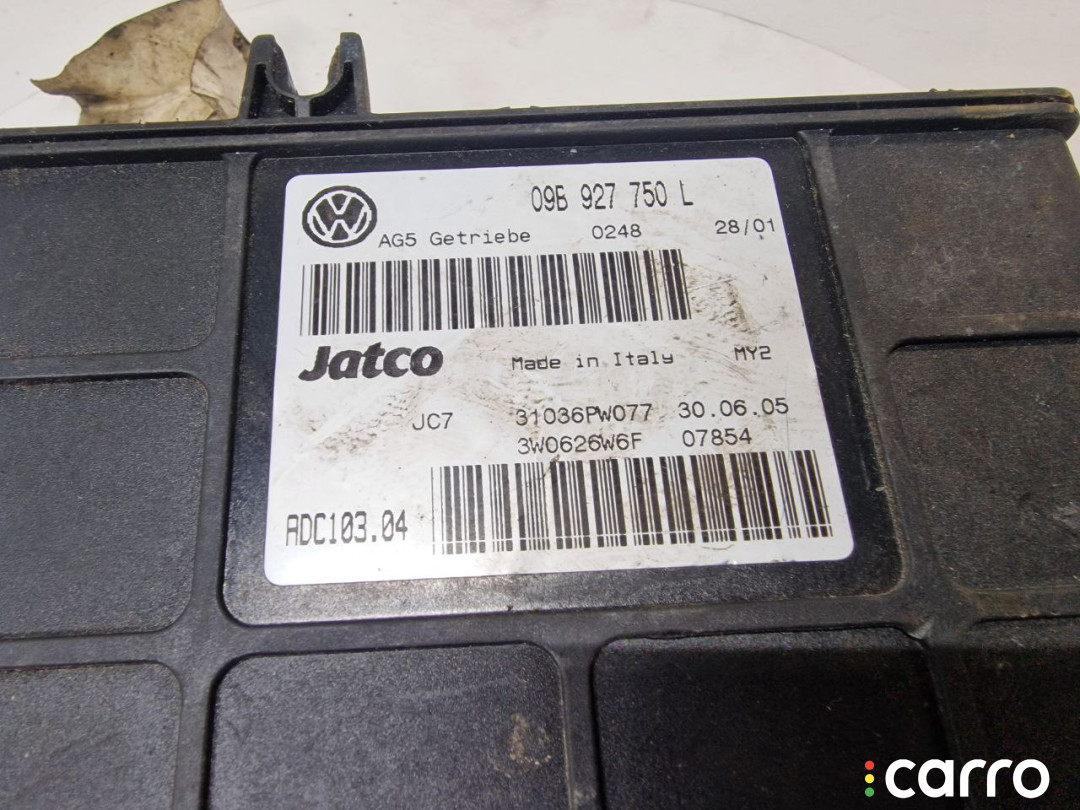 09B 927 750 L
AG5 Getriebe 0248 28/01
Jatco Made in Italy MY2
JC7 31036PW077 30.06.05
3W0626W6F 07854
ADC103.04
carro